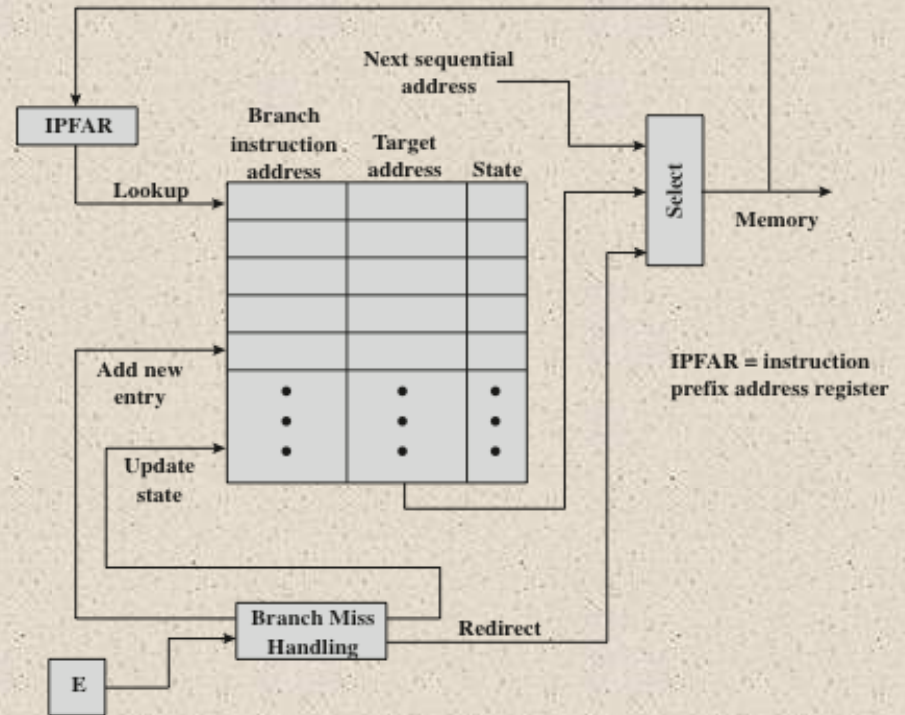 Next sequential
address
IPFAR
Branch
instruction
address
Target
address
State
Select
Lookup
Memory
Add new
entry
IPFAR = instruction
prefix address register
Update
state
Branch Miss
Handling
Redirect
E